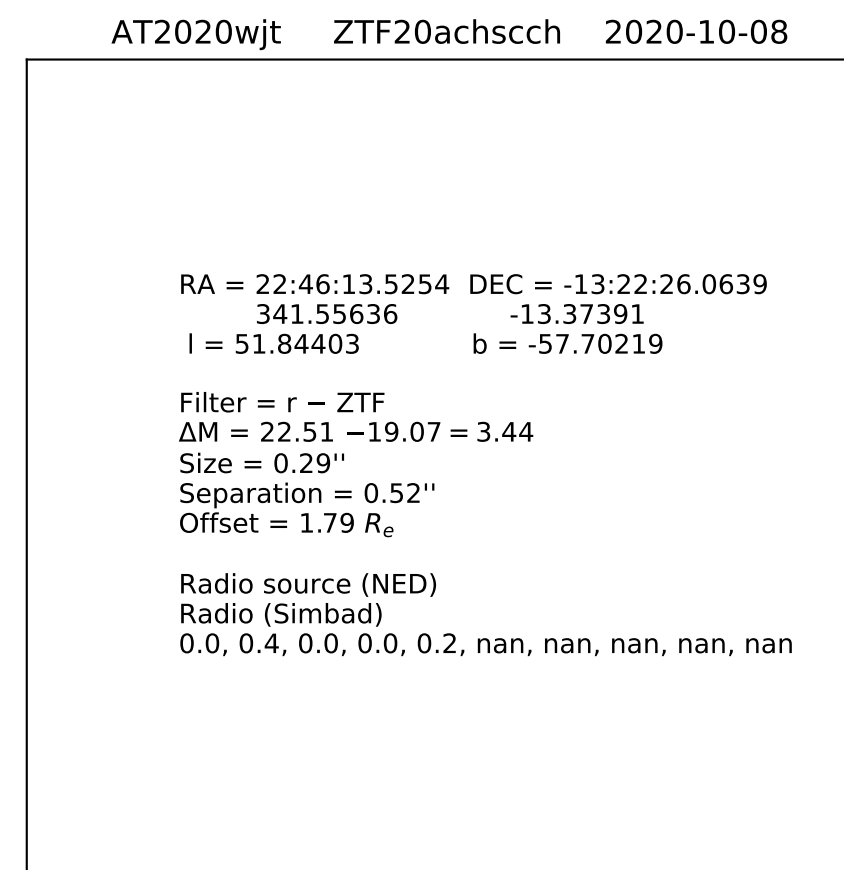 AT2020wjt ZTF20achscch 2020-10-08
RA = 22:46:13.5254 DEC = -13:22:26.0639
341.55636 -13.37391
l = 51.84403 b = -57.70219
Filter = r − ZTF
ΔM = 22.51 −19.07 = 3.44
Size = 0.29''
Separation = 0.52''
Offset = 1.79 Rₑ
Radio source (NED)
Radio (Simbad)
0.0, 0.4, 0.0, 0.0, 0.2, nan, nan, nan, nan, nan